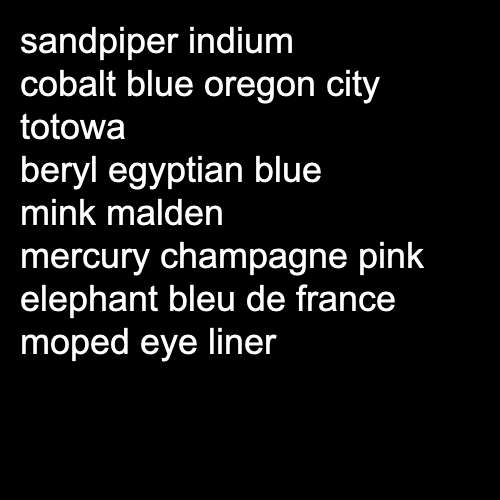 sandpiper indium
cobalt blue oregon city
totowa
beryl egyptian blue
mink malden
mercury champagne pink
elephant bleu de france
moped eye liner